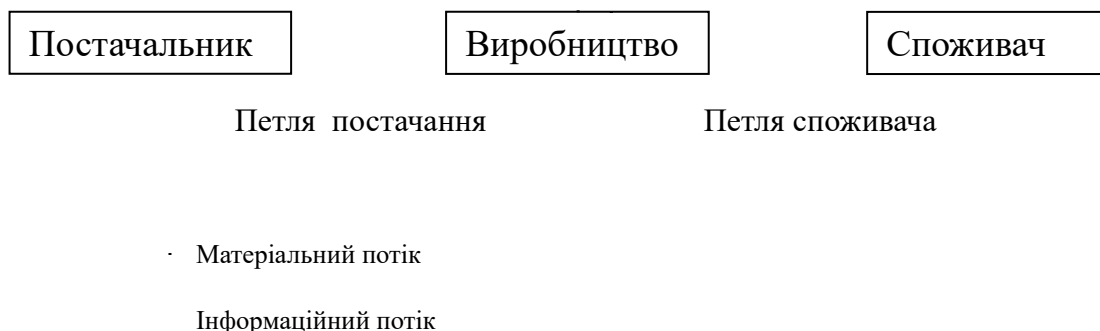 Постачальник Виробництво Споживач
Петля постачання Петля споживача
Матеріальний потік
Інформаційний потік